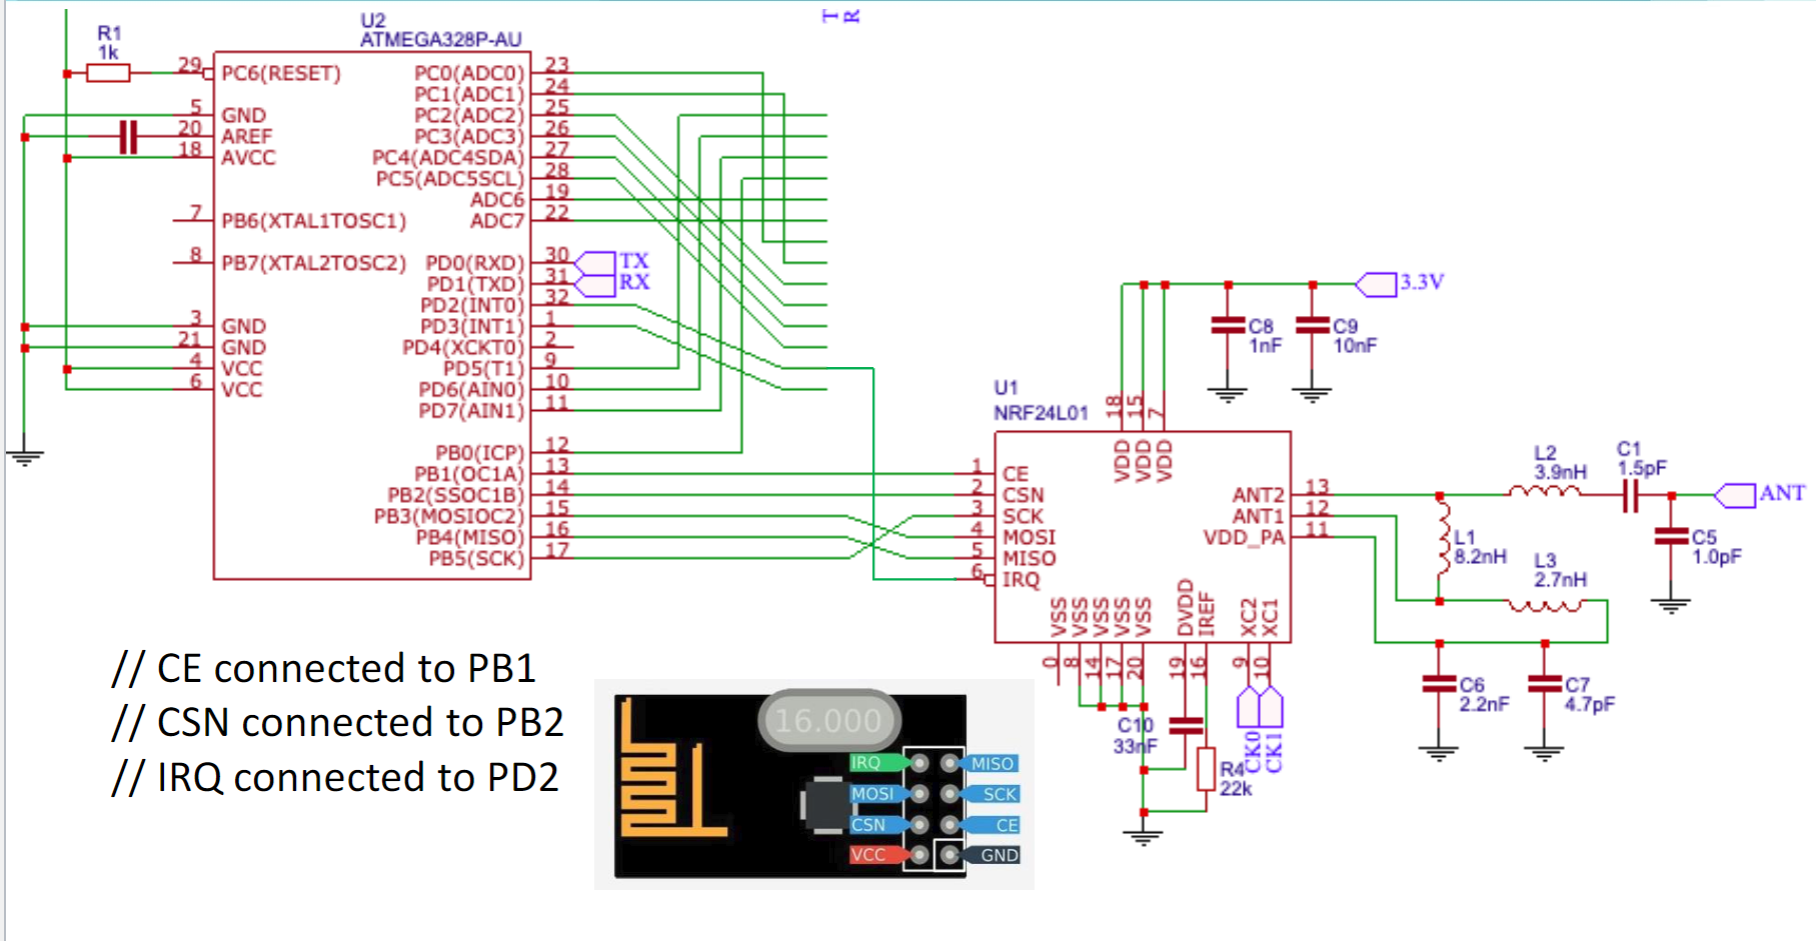 T
R
U2
ATMEGA328P-AU
R1
1k
29 PC6(RESET)
5 GND
20 AREF
18 AVCC
7 PB6(XTAL1TOSC1)
8 PB7(XTAL2TOSC2)
3 GND
21 GND
4 VCC
6 VCC
PC0(ADC0) 23
PC1(ADC1) 24
PC2(ADC2) 25
PC3(ADC3) 26
PC4(ADC4SDA) 27
PC5(ADC5SCL) 28
ADC6 19
ADC7 22
PD0(RXD) 30 TX
PD1(TXD) 31 RX
PD2(INT0) 32
PD3(INT1) 1
PD4(XCKT0) 2
PD5(T1) 9
PD6(AIN0) 10
PD7(AIN1) 11
PB0(ICP) 12
PB1(OC1A) 13
PB2(SSOC1B) 14
PB3(MOSIOC2) 15
PB4(MISO) 16
PB5(SCK) 17
3.3V
C8
1nF
C9
10nF
U1
NRF24L01
18 VDD
15 VDD
7 VDD
1 CE
2 CSN
3 SCK
4 MOSI
5 MISO
6 IRQ
ANT2 13
ANT1 12
VDD_PA 11
VSS 0
VSS 8
VSS 14
VSS 17
VSS 20
DVDD 19
IREF 16
XC2 9
XC1 10
CK0
CK1
L2
3.9nH
C1
1.5pF
ANT
L1
8.2nH
C5
1.0pF
L3
2.7nH
C6
2.2nF
C7
4.7pF
C10
33nF
R4
22k
// CE connected to PB1
// CSN connected to PB2
// IRQ connected to PD2
16.000
IRQ MISO
MOSI SCK
CSN CE
VCC GND